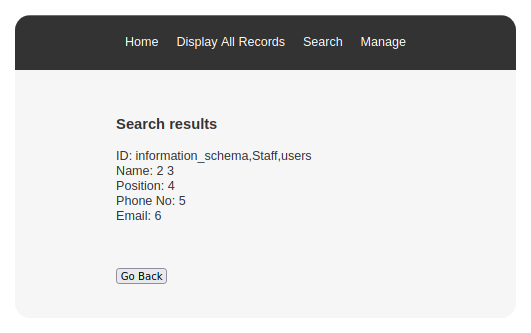 Home Display All Records Search Manage
Search results
ID: information_schema,Staff,users
Name: 2 3
Position: 4
Phone No: 5
Email: 6
Go Back